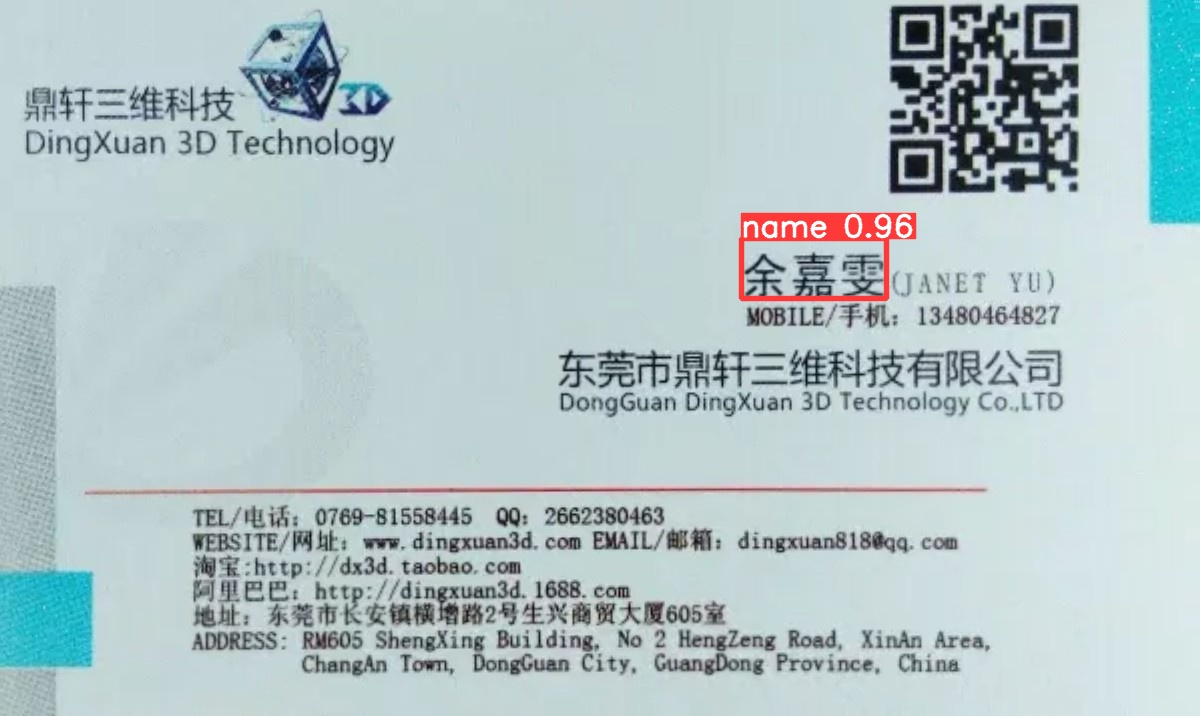 鼎轩三维科技
3D
DingXuan 3D Technology
name 0.96
余嘉雯(JANET YU)
MOBILE/手机：13480464827
东莞市鼎轩三维科技有限公司
DongGuan DingXuan 3D Technology Co.,LTD
TEL/电话：0769-81558445 QQ：2662380463
WEBSITE/网址：www.dingxuan3d.com EMAIL/邮箱：dingxuan818@qq.com
淘宝:http://dx3d.taobao.com
阿里巴巴：http://dingxuan3d.1688.com
地址：东莞市长安镇横增路2号生兴商贸大厦605室
ADDRESS: RM605 ShengXing Building, No 2 HengZeng Road, XinAn Area,
ChangAn Town, DongGuan City, GuangDong Province, China